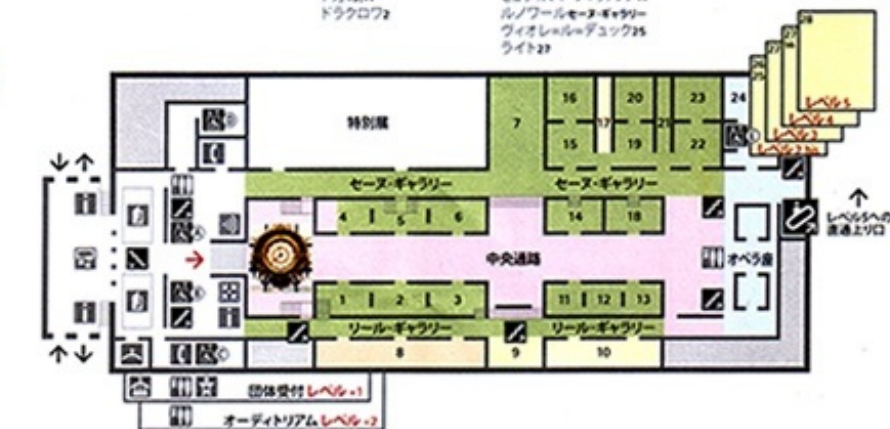 ドラクロワ2
ルノワールセーヌ・ギャラリー
ヴィオレ=ル=デュック25
ライト27
28
27
27
26
25
レベル5
レベル4
レベル3
レベル2 bis
16
17
20
21
23
24
7
特別展
15
19
22
セーヌ・ギャラリー
セーヌ・ギャラリー
4
5
6
14
18
レベル5への
直通上り口
中央通路
オペラ座
1
2
3
11
12
13
リール・ギャラリー
リール・ギャラリー
8
9
10
団体受付レベル-1
オーディトリアムレベル-2